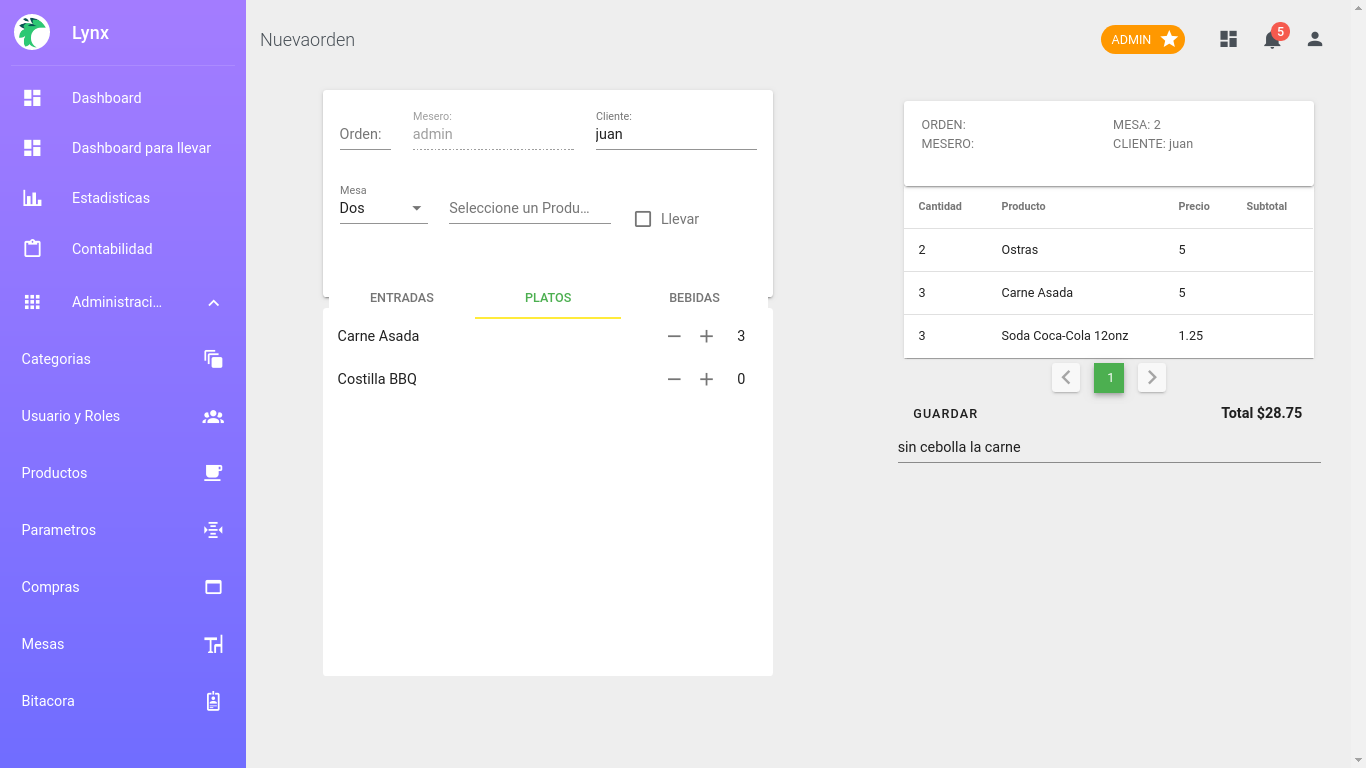 Lynx
Dashboard
Dashboard para llevar
Estadisticas
Contabilidad
Administraci...
Categorias
Usuario y Roles
Productos
Parametros
Compras
Mesas
Bitacora
Nuevaorden
ADMIN
5
Orden:
Mesero:
admin
Cliente:
juan
Mesa
Dos
Seleccione un Produ...
Llevar
ENTRADAS PLATOS BEBIDAS
Carne Asada 3
Costilla BBQ 0
ORDEN: MESA: 2
MESERO: CLIENTE: juan
Cantidad Producto Precio Subtotal
2 Ostras 5
3 Carne Asada 5
3 Soda Coca-Cola 12onz 1.25
1
GUARDAR Total $28.75
sin cebolla la carne